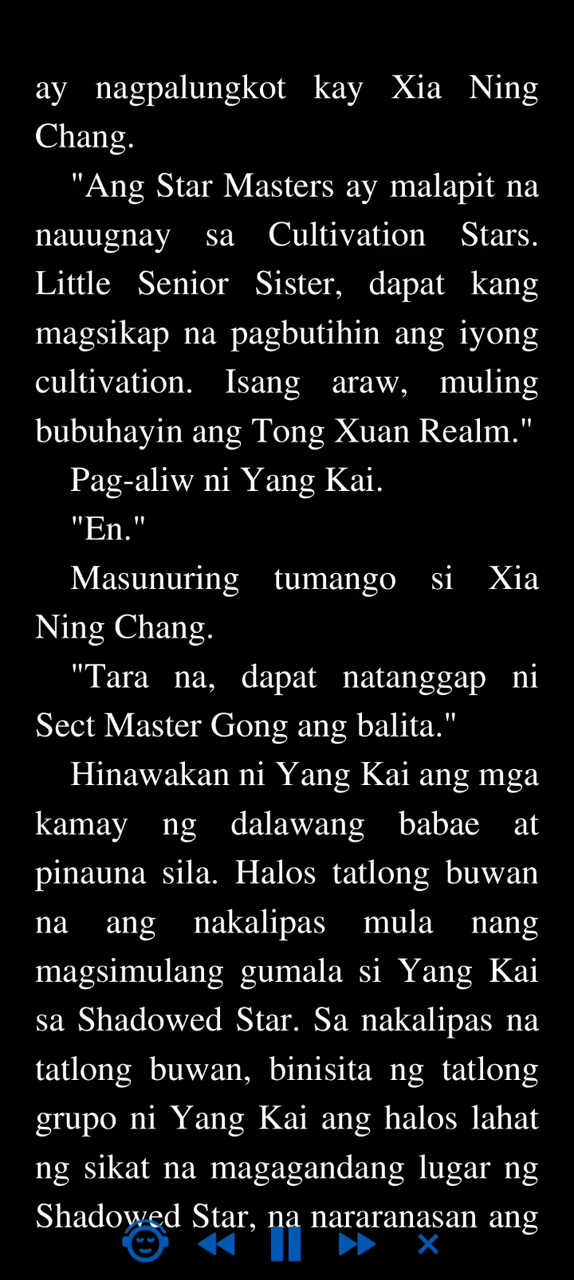 ay nagpalungkot kay Xia Ning
Chang.
"Ang Star Masters ay malapit na
nauugnay sa Cultivation Stars.
Little Senior Sister, dapat kang
magsikap na pagbutihin ang iyong
cultivation. Isang araw, muling
bubuhayin ang Tong Xuan Realm."
Pag-aliw ni Yang Kai.
"En."
Masunuring tumango si Xia
Ning Chang.
"Tara na, dapat natanggap ni
Sect Master Gong ang balita."
Hinawakan ni Yang Kai ang mga
kamay ng dalawang babae at
pinauna sila. Halos tatlong buwan
na ang nakalipas mula nang
magsimulang gumala si Yang Kai
sa Shadowed Star. Sa nakalipas na
tatlong buwan, binisita ng tatlong
grupo ni Yang Kai ang halos lahat
ng sikat na magagandang lugar ng
Shadowed Star, na nararanasan ang